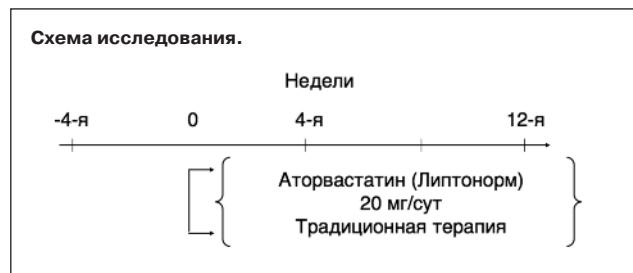 Схема исследования.
Недели
-4-я 0 4-я 12-я
Аторвастатин (Липтонорм)
20 мг/сут
Традиционная терапия